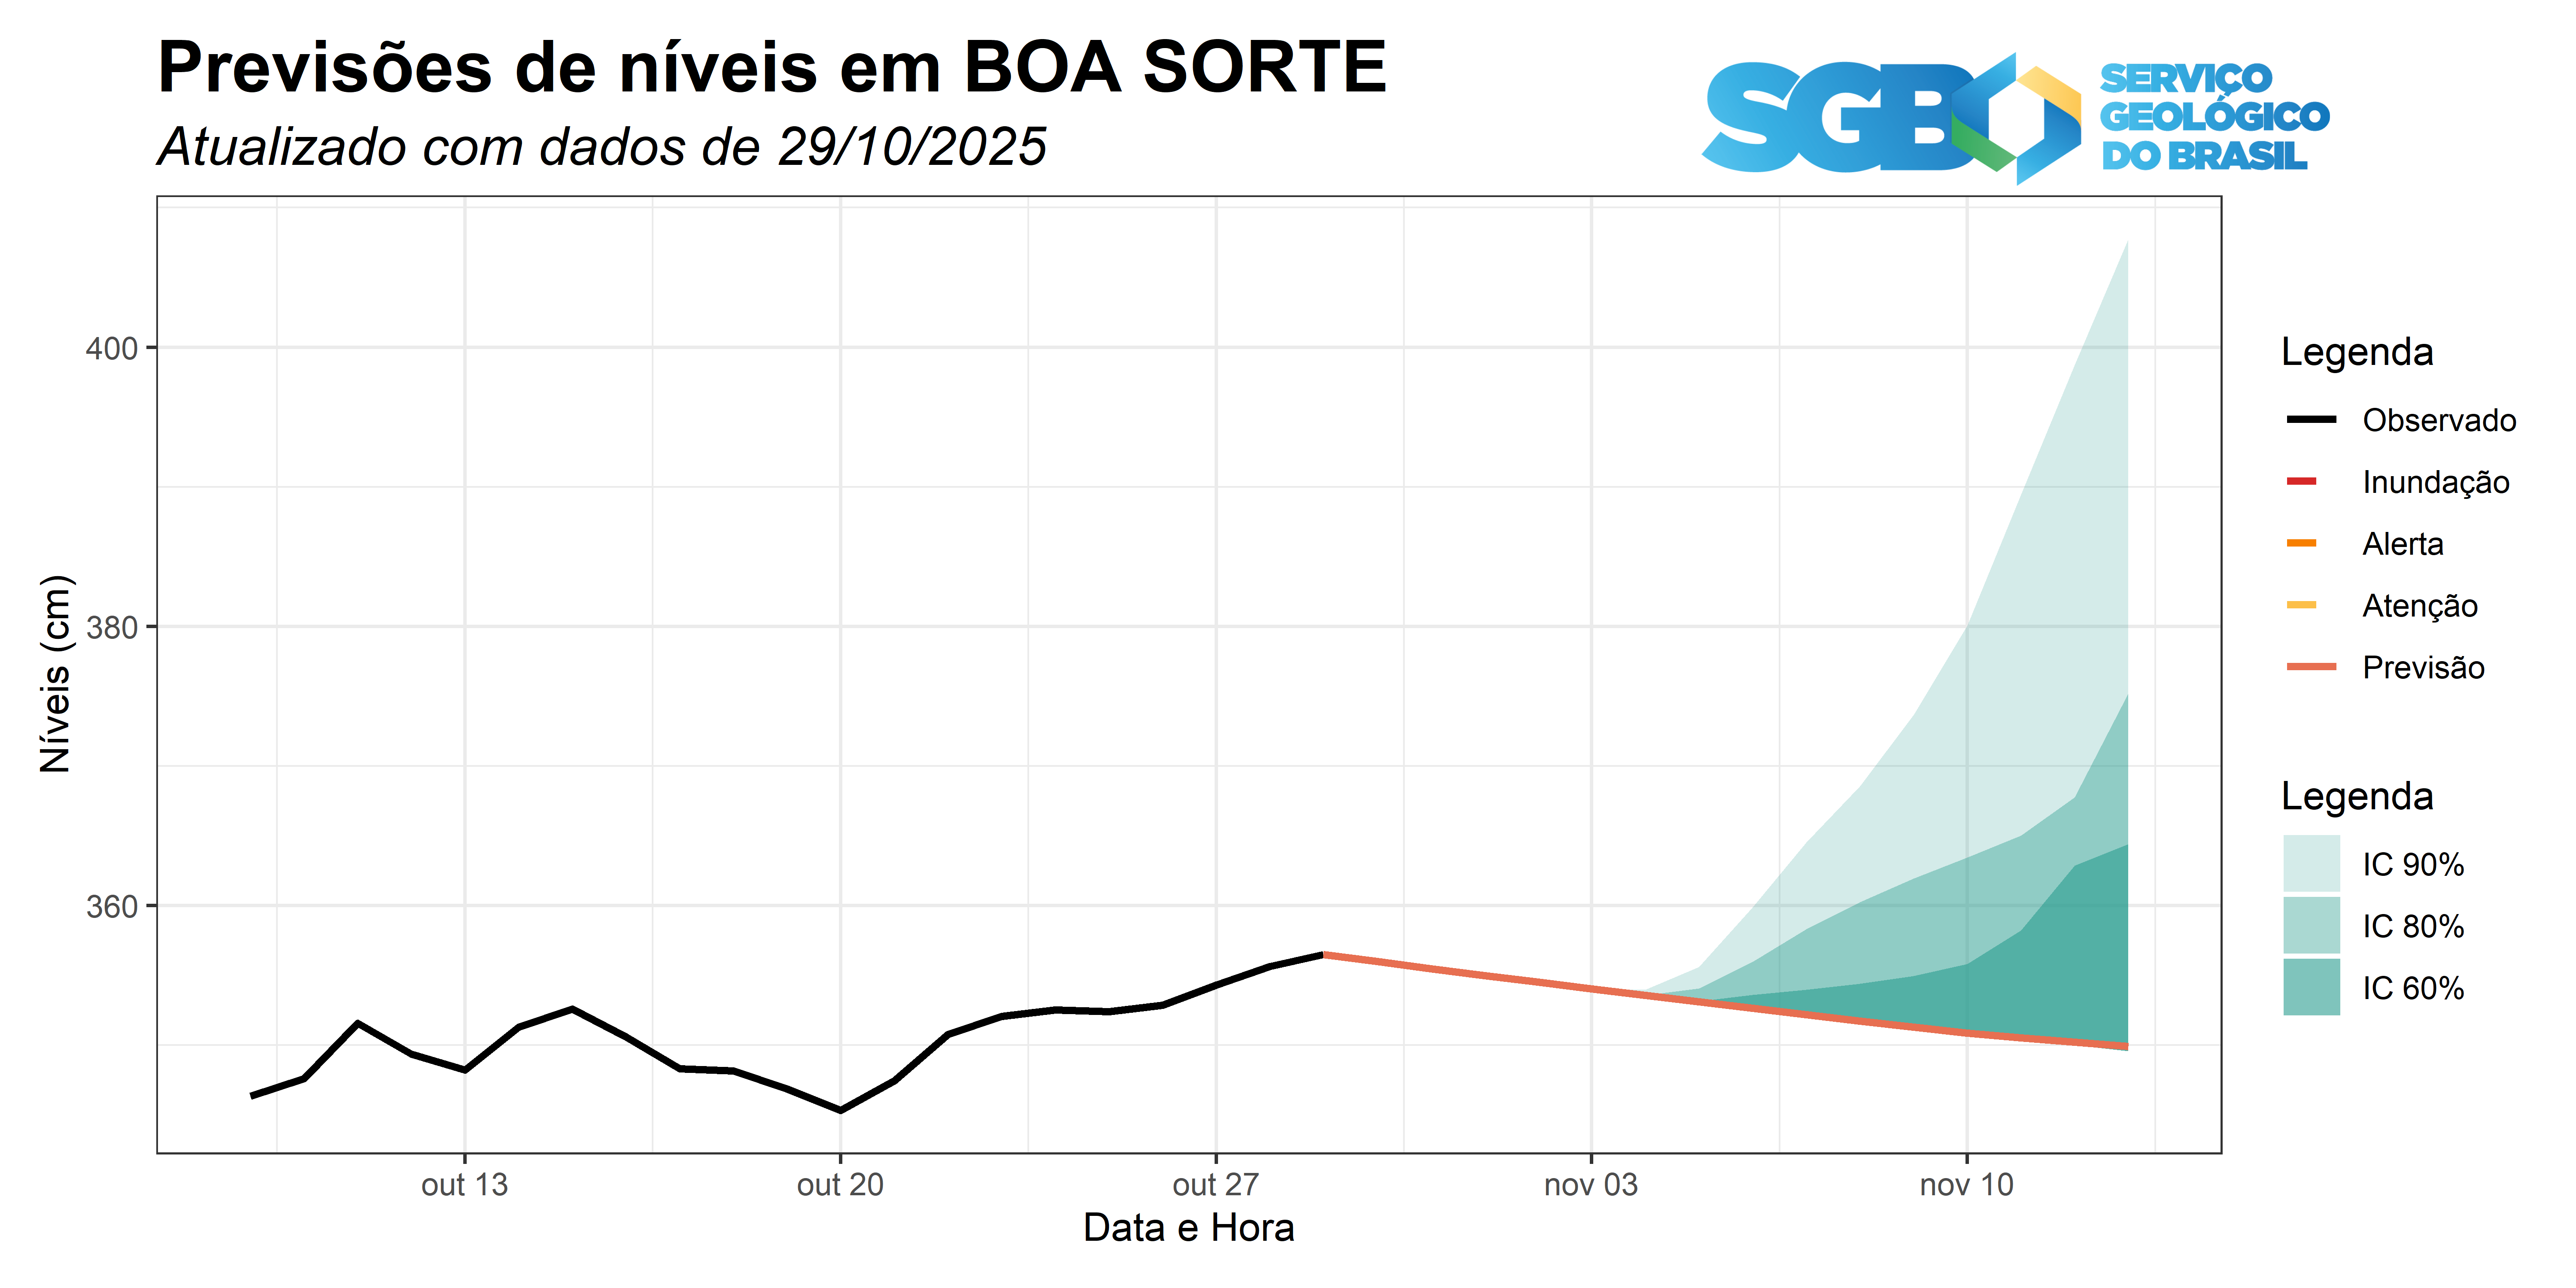 Previsões de níveis em BOA SORTE
Atualizado com dados de 29/10/2025
SGB
SERVIÇO
GEOLÓGICO
DO BRASIL
Níveis (cm)
400
380
360
out 13
out 20
out 27
nov 03
nov 10
Data e Hora
Legenda
Observado
Inundação
Alerta
Atenção
Previsão
Legenda
IC 90%
IC 80%
IC 60%